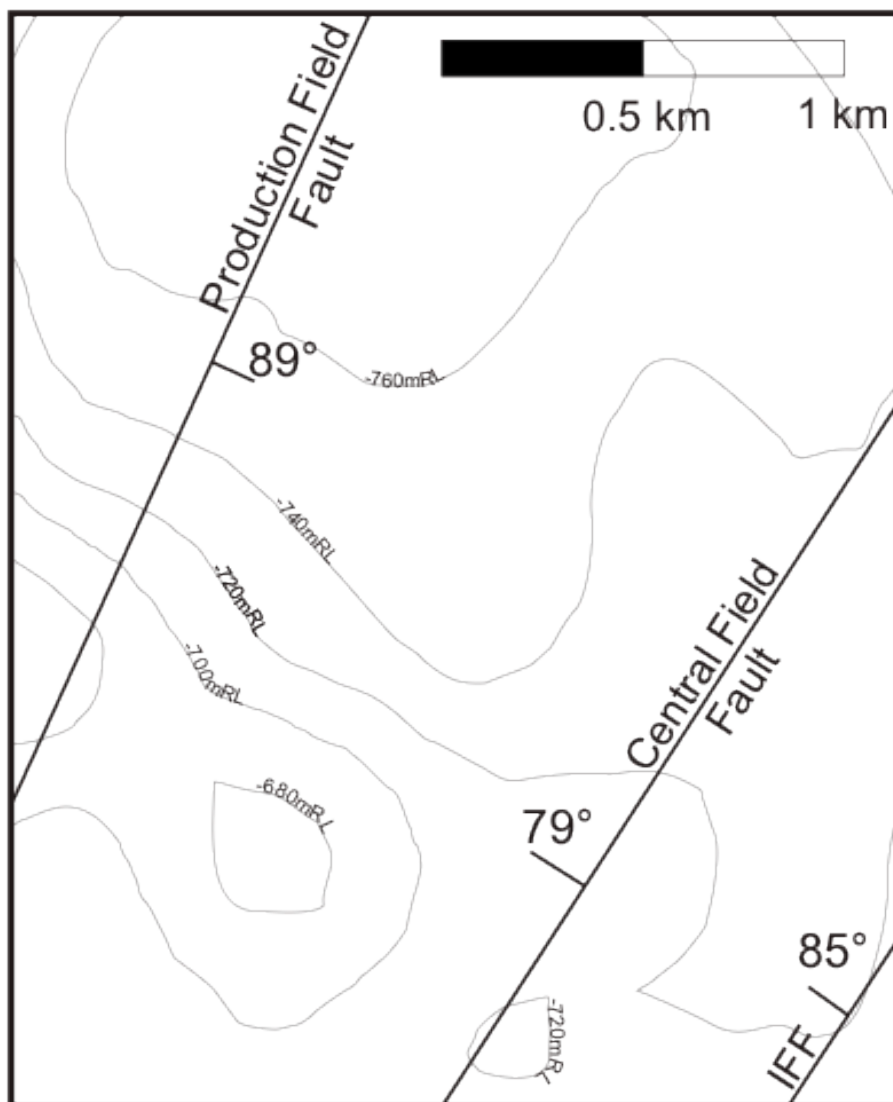 Production Field
Fault
0.5 km
1 km
89°
-760mRL
-740mRL
-720mRL
-700mRL
-680mRL
Central Field
Fault
79°
85°
-720mRL
IFF